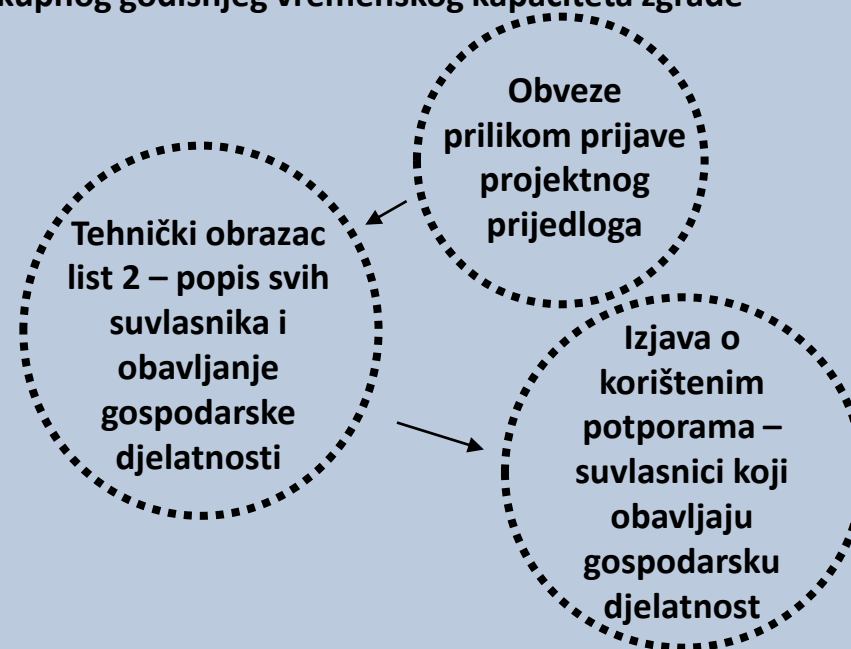 godišnjeg vremenskog kapaciteta zgrade
Obveze
prilikom prijave
projektnog
prijedloga
Tehnički obrazac
list 2 – popis svih
suvlasnika i
obavljanje
gospodarske
djelatnosti
Izjava o
korištenim
potporama –
suvlasnici koji
obavljaju
gospodarsku
djelatnost